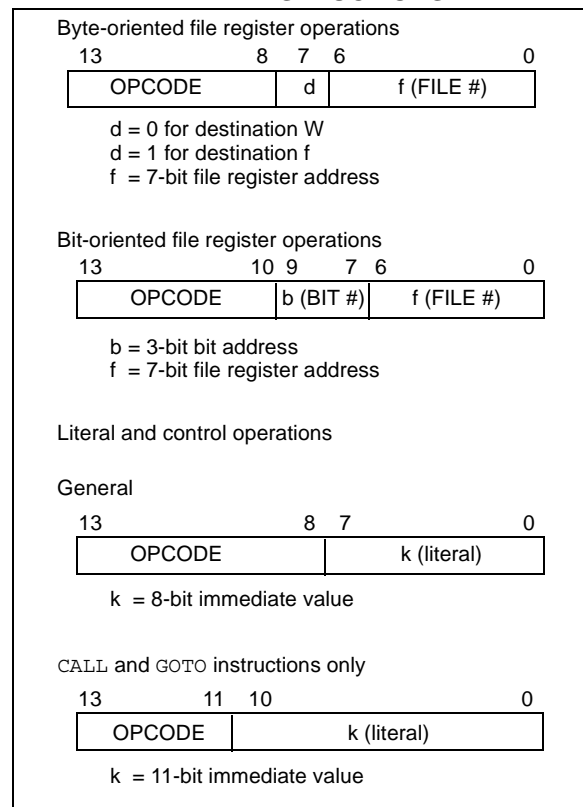 Byte-oriented file register operations
13 8 7 6 0
OPCODE d f (FILE #)
d = 0 for destination W
d = 1 for destination f
f = 7-bit file register address
Bit-oriented file register operations
13 10 9 7 6 0
OPCODE b (BIT #) f (FILE #)
b = 3-bit bit address
f = 7-bit file register address
Literal and control operations
General
13 8 7 0
OPCODE k (literal)
k = 8-bit immediate value
CALL and GOTO instructions only
13 11 10 0
OPCODE k (literal)
k = 11-bit immediate value